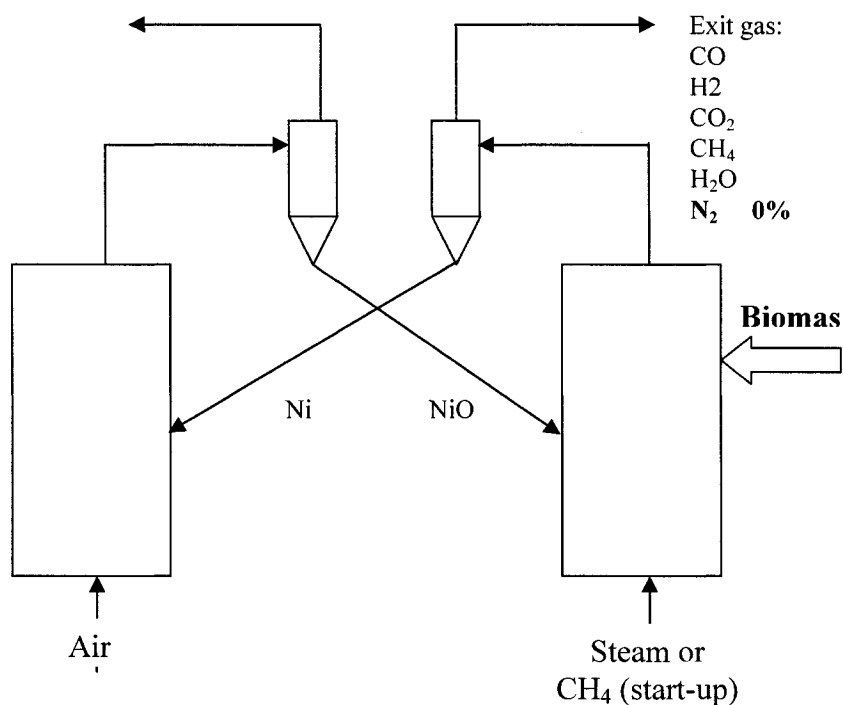 Exit gas:
CO
H2
CO₂
CH₄
H₂O
N₂ 0%
Biomas
Ni NiO
Air
Steam or
CH₄ (start-up)